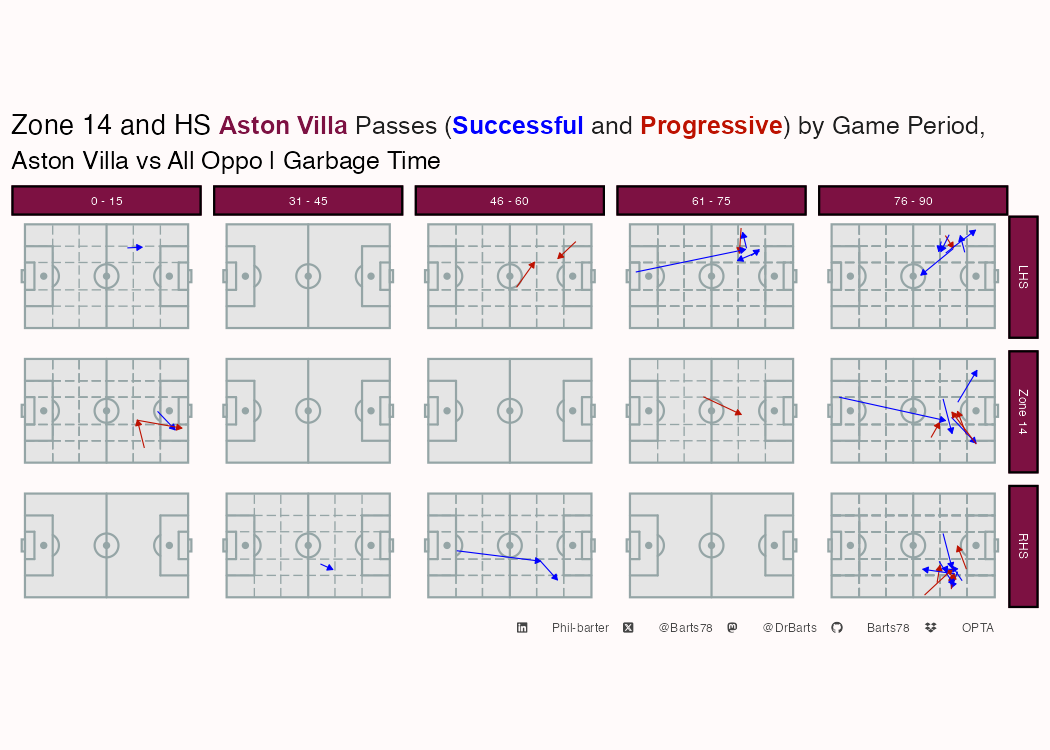 Zone 14 and HS Aston Villa Passes (Successful and Progressive) by Game Period,
Aston Villa vs All Oppo | Garbage Time
0 - 15 31 - 45 46 - 60 61 - 75 76 - 90
LHS
Zone 14
RHS
Phil-barter @Barts78 @DrBarts Barts78 OPTA